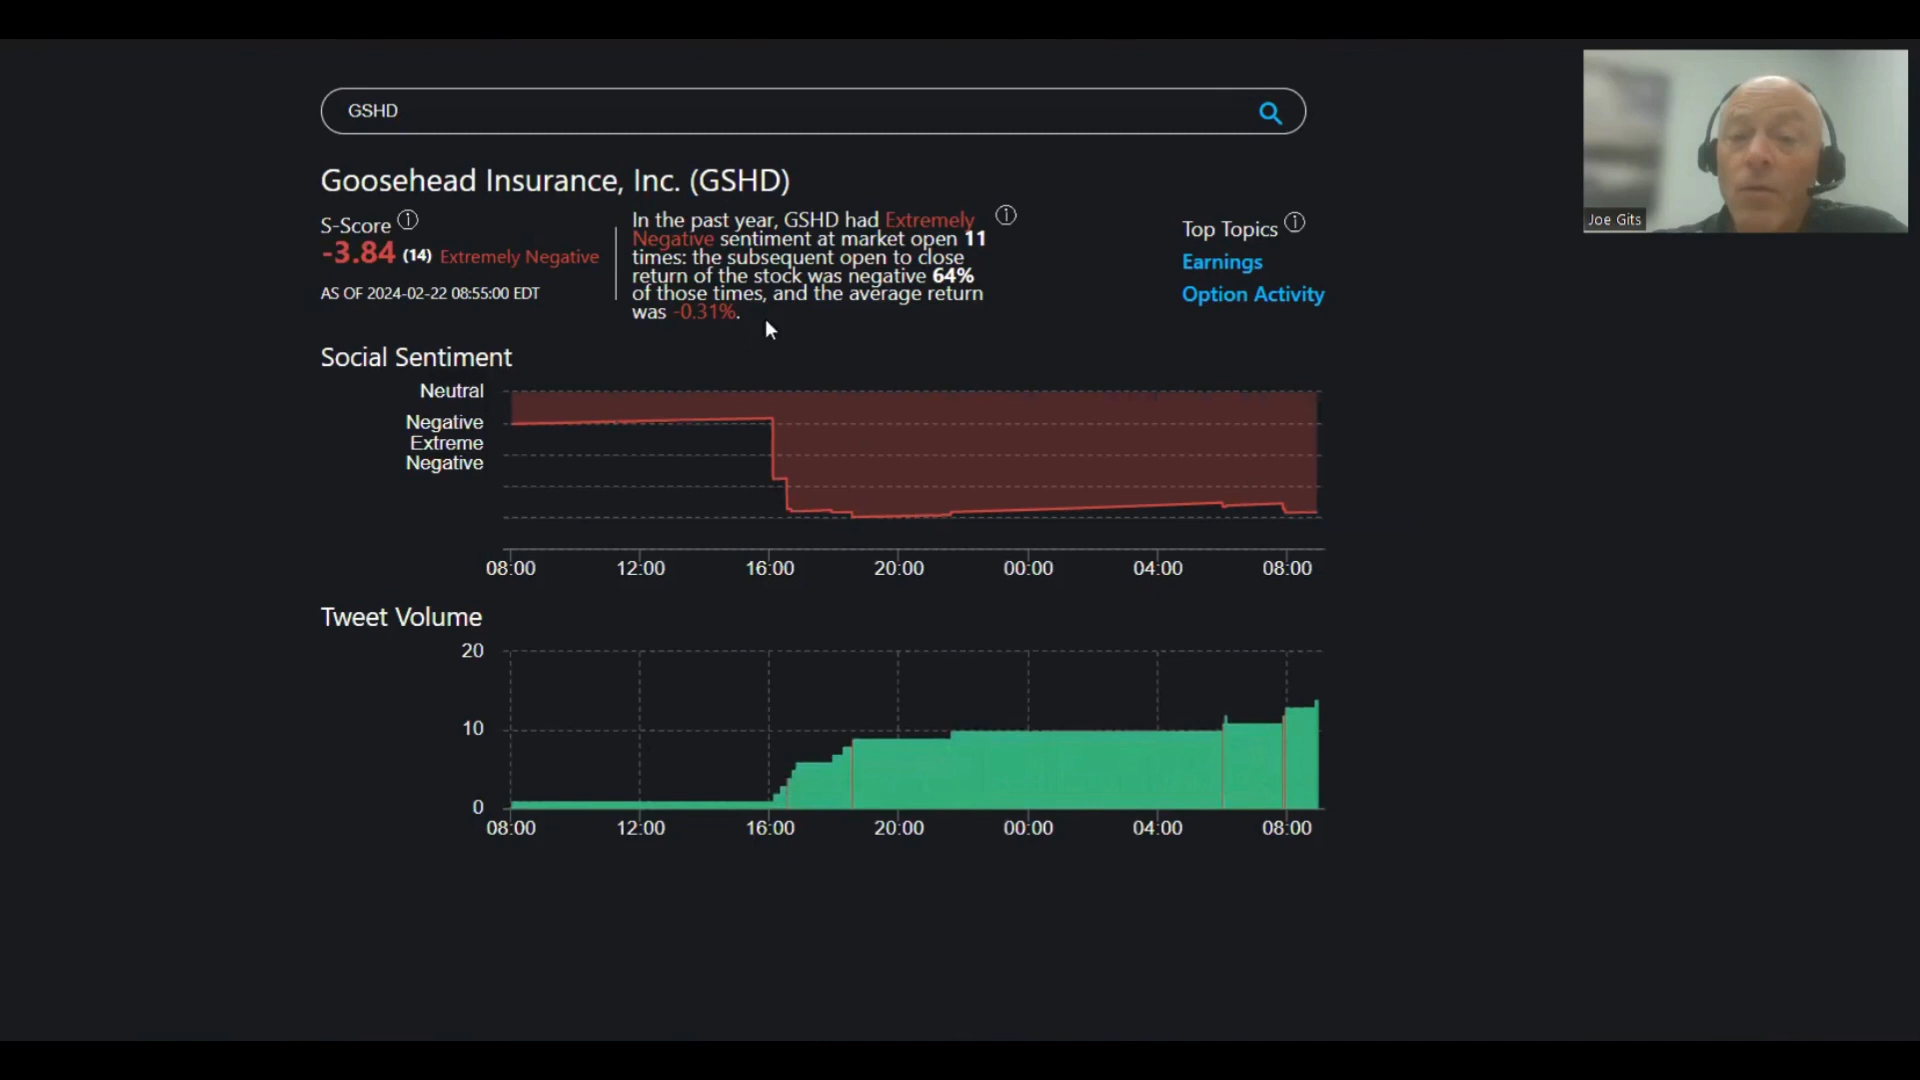 GSHD
Goosehead Insurance, Inc. (GSHD)
S-Score
-3.84 (14) Extremely Negative
AS OF 2024-02-22 08:55:00 EDT
In the past year, GSHD had Extremely
Negative sentiment at market open 11
times: the subsequent open to close
return of the stock was negative 64%
of those times, and the average return
was -0.31%.
Top Topics
Earnings
Option Activity
Joe Gits
Social Sentiment
Neutral
Negative
Extreme
Negative
08:00 12:00 16:00 20:00 00:00 04:00 08:00
Tweet Volume
20
10
0
08:00 12:00 16:00 20:00 00:00 04:00 08:00